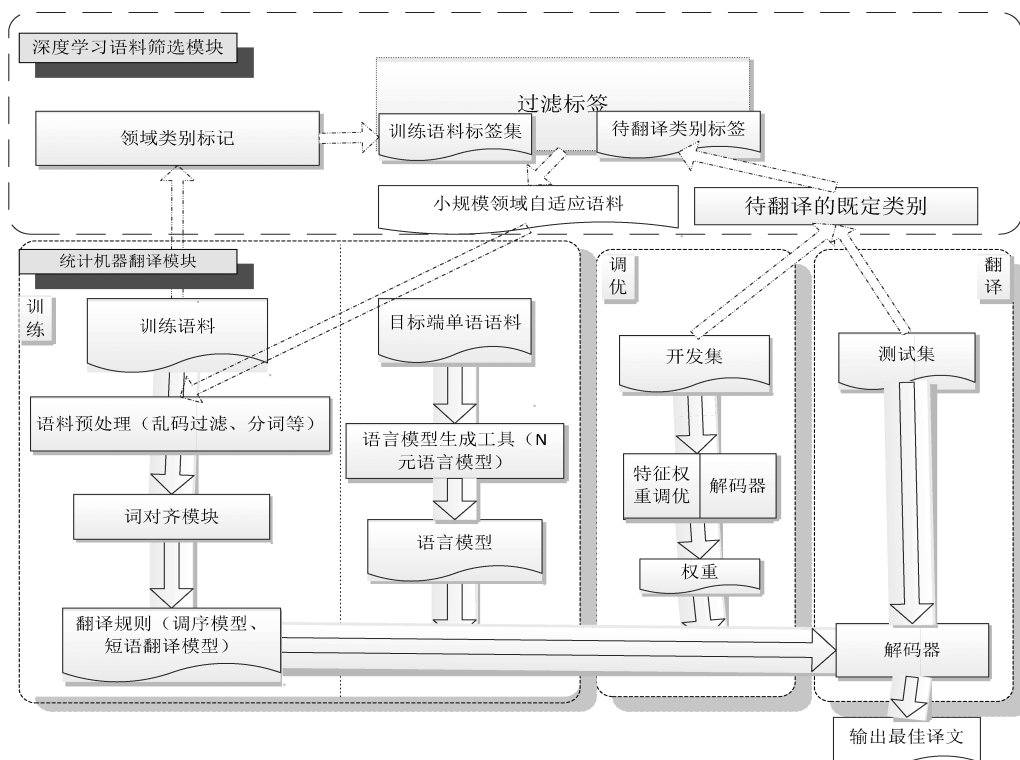 深度学习语料筛选模块
过滤标签
领域类别标记
训练语料标签集
待翻译类别标签
小规模领域自适应语料
待翻译的既定类别
统计机器翻译模块
训
练
调
优
翻
译
训练语料
目标端单语语料
开发集
测试集
语料预处理（乱码过滤、分词等）
语言模型生成工具（N
元语言模型）
特征权
重调优
解码器
词对齐模块
语言模型
权重
翻译规则（调序模型、
短语翻译模型）
解码器
输出最佳译文